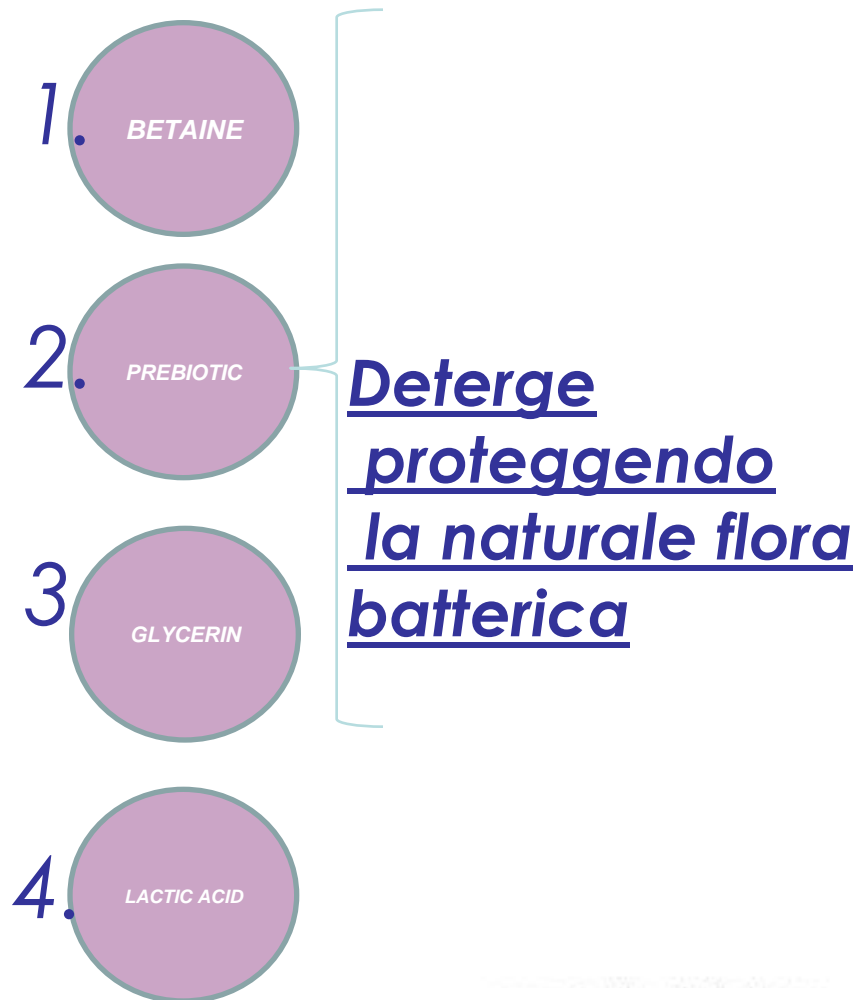 1.
BETAINE
2.
PREBIOTIC
3
GLYCERIN
4.
LACTIC ACID
Deterge
proteggendo
la naturale flora
batterica